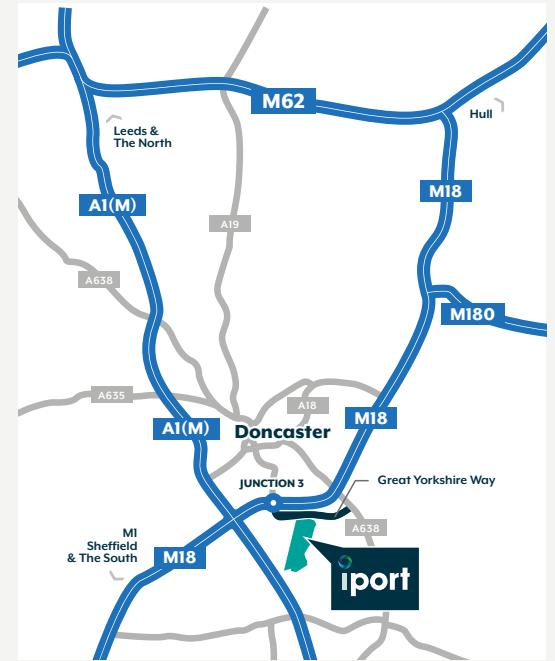 M62
Hull
Leeds &
The North
M18
A1(M)
A19
A638
M180
A635
A18
M18
A1(M)
Doncaster
JUNCTION 3
Great Yorkshire Way
A638
M1
Sheffield
& The South
M18
iport